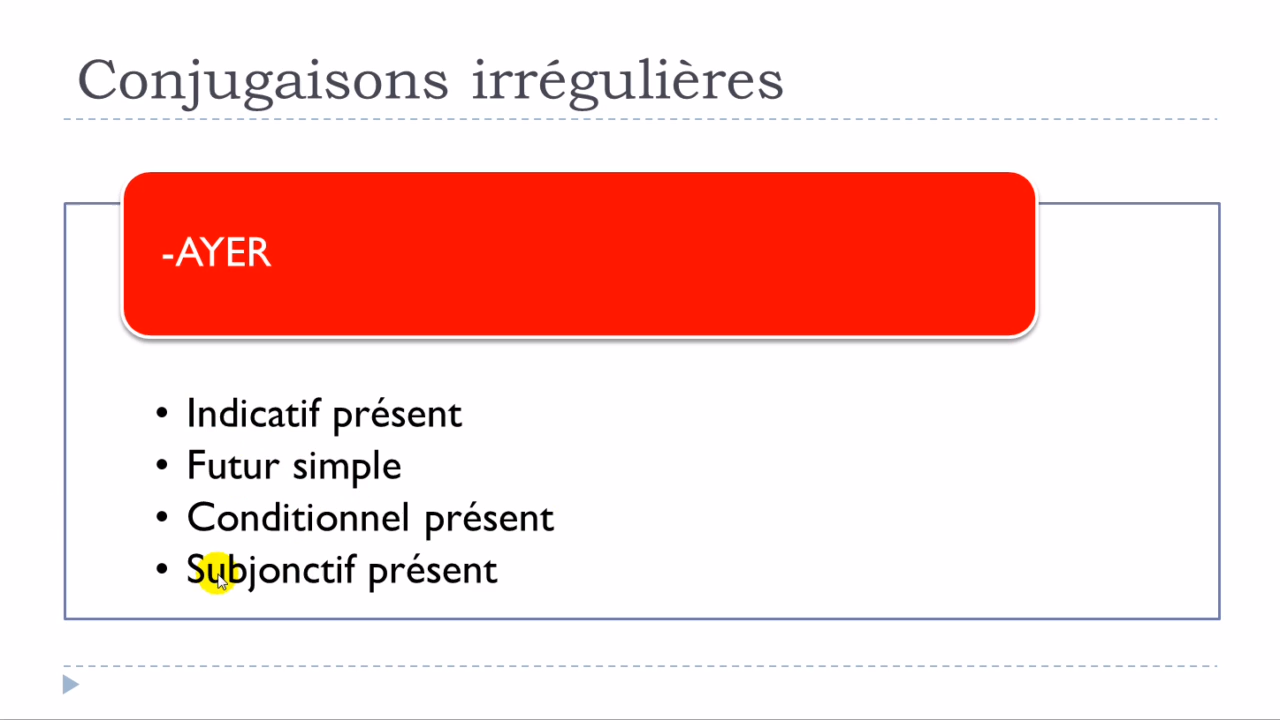 Conjugaisons irrégulières
-AYER
• Indicatif présent
• Futur simple
• Conditionnel présent
• Subjonctif présent